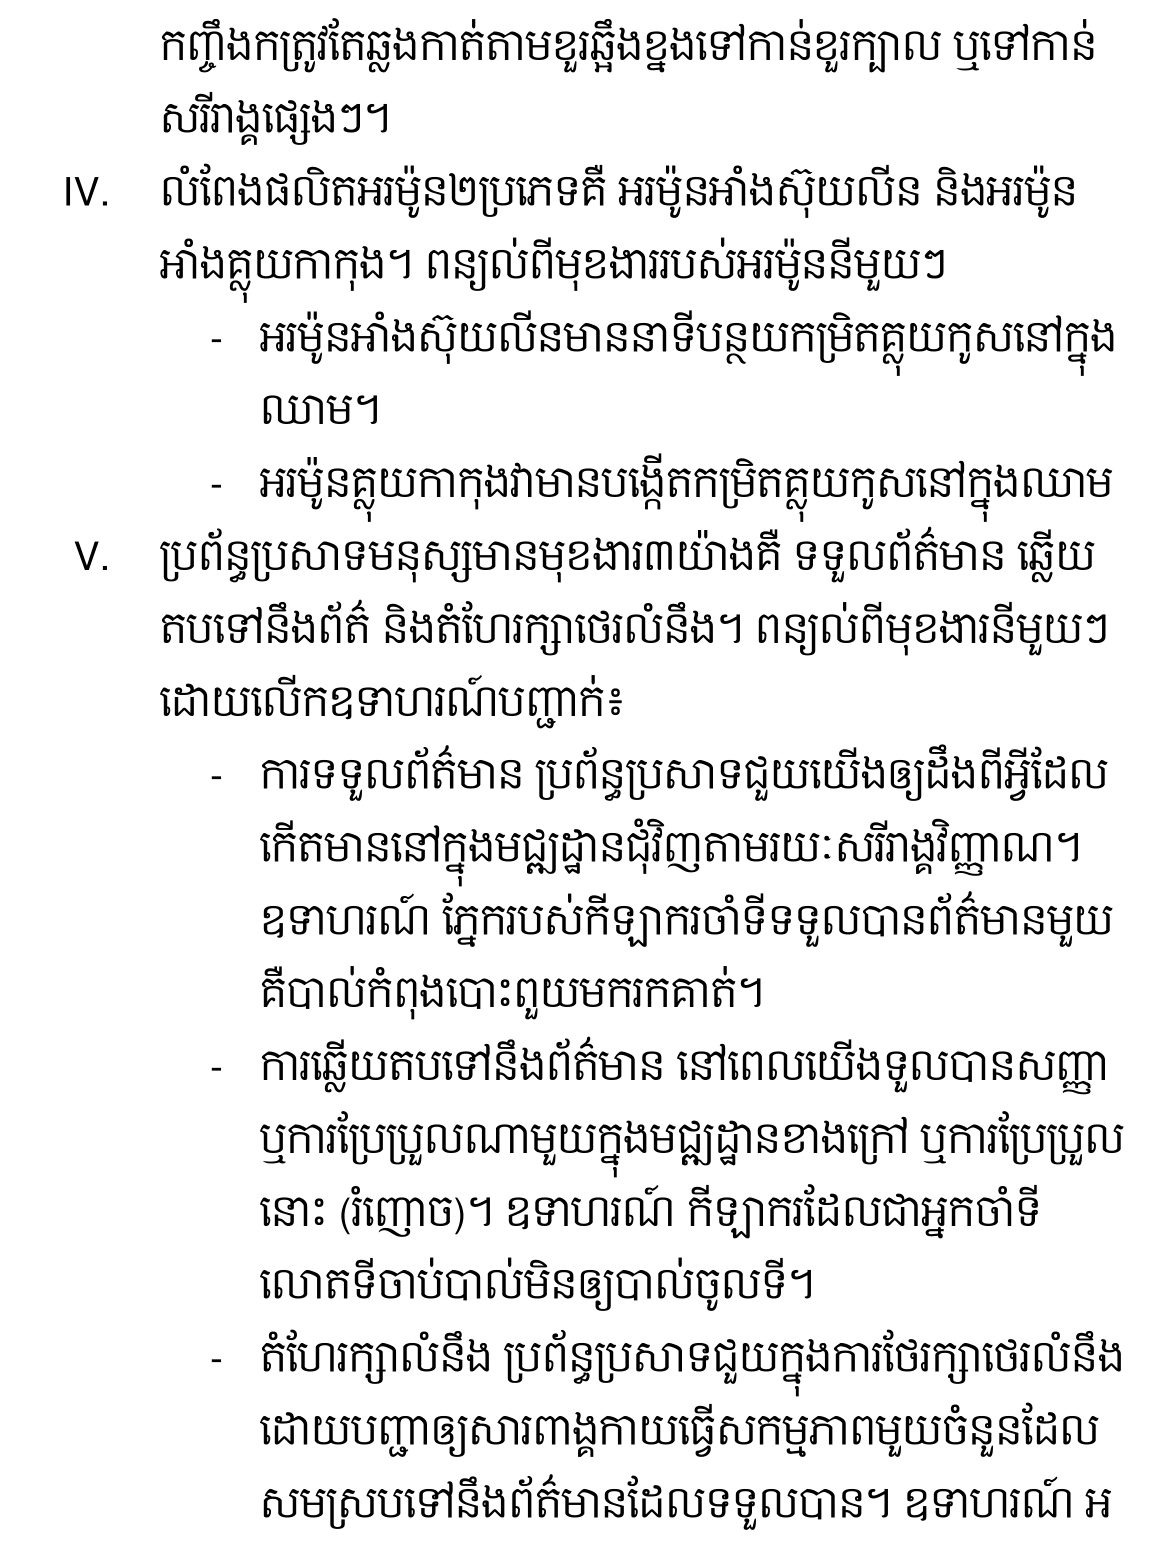 កញ្ចឹងកត្រូវតែឆ្លងកាត់តាមខួរឆ្អឹងខ្នងទៅកាន់ខួរក្បាល ឬទៅកាន់
សរីរាង្គផ្សេងៗ។
IV. លំពែងផលិតអរម៉ូន២ប្រភេទគឺ អរម៉ូនអាំងស៊ុយលីន និងអរម៉ូន
អាំងគ្លុយកាកុង។ ពន្យល់ពីមុខងាររបស់អរម៉ូននីមួយៗ
- អរម៉ូនអាំងស៊ុយលីនមាននាទីបន្ថយកម្រិតគ្លុយកូសនៅក្នុង
ឈាម។
- អរម៉ូនគ្លុយកាកុងវាមានបង្កើតកម្រិតគ្លុយកូសនៅក្នុងឈាម
V. ប្រព័ន្ធប្រសាទមនុស្សមានមុខងារ៣យ៉ាងគឺ ទទួលព័ត៌មាន ឆ្លើយ
តបទៅនឹងព័ត៌ និងតំហែរក្សាថេរលំនឹង។ ពន្យល់ពីមុខងារនីមួយៗ
ដោយលើកឧទាហរណ៍បញ្ជាក់៖
- ការទទួលព័ត៌មាន ប្រព័ន្ធប្រសាទជួយយើងឲ្យដឹងពីអ្វីដែល
កើតមាននៅក្នុងមជ្ឈដ្ឋានជុំវិញតាមរយៈសរីរាង្គវិញ្ញាណ។
ឧទាហរណ៍ ភ្នែករបស់កីឡាករចាំទីទទួលបានព័ត៌មានមួយ
គឺបាល់កំពុងបោះពួយមករកគាត់។
- ការឆ្លើយតបទៅនឹងព័ត៌មាន នៅពេលយើងទួលបានសញ្ញា
ឬការប្រែប្រួលណាមួយក្នុងមជ្ឈដ្ឋានខាងក្រៅ ឬការប្រែប្រួល
នោះ (រំញោច)។ ឧទាហរណ៍ កីឡាករដែលជាអ្នកចាំទី
លោតទីចាប់បាល់មិនឲ្យបាល់ចូលទី។
- តំហែរក្សាលំនឹង ប្រព័ន្ធប្រសាទជួយក្នុងការថែរក្សាថេរលំនឹង
ដោយបញ្ជាឲ្យសារពាង្គកាយធ្វើសកម្មភាពមួយចំនួនដែល
សមស្របទៅនឹងព័ត៌មានដែលទទួលបាន។ ឧទាហរណ៍ អ